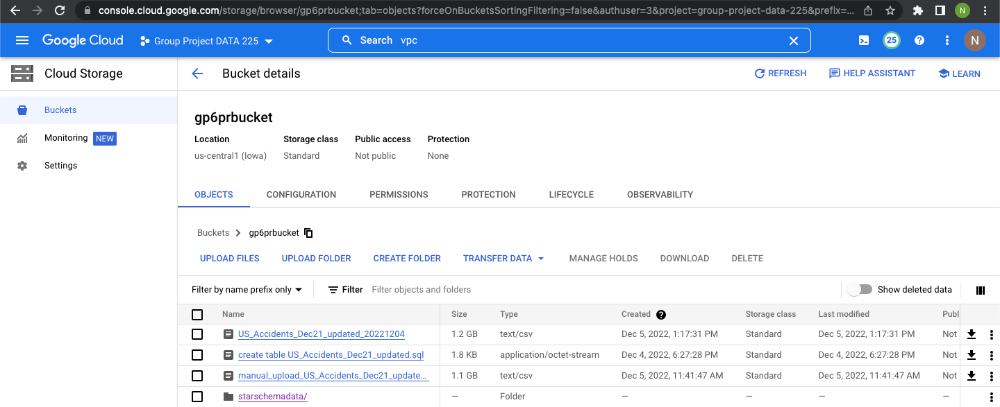 console.cloud.google.com/storage/browser/gp6prbucket;tab=objects?forceOnBucketsSortingFiltering=false&authuser=3&project=group-project-data-225&prefix=... N
Google Cloud Group Project DATA 225 Search vpc 25 N
Cloud Storage Bucket details REFRESH HELP ASSISTANT LEARN
Buckets
Monitoring NEW
Settings
gp6prbucket
Location Storage class Public access Protection
us-central1 (Iowa) Standard Not public None
OBJECTS CONFIGURATION PERMISSIONS PROTECTION LIFECYCLE OBSERVABILITY
Buckets gp6prbucket
UPLOAD FILES UPLOAD FOLDER CREATE FOLDER TRANSFER DATA MANAGE HOLDS DOWNLOAD DELETE
Filter by name prefix only Filter Filter objects and folders Show deleted data
Name Size Type Created Storage class Last modified Publ
US_Accidents_Dec21_updated_20221204 1.2 GB text/csv Dec 5, 2022, 1:17:31 PM Standard Dec 5, 2022, 1:17:31 PM Not
create table US_Accidents_Dec21_updated.sql 1.8 KB application/octet-stream Dec 4, 2022, 6:27:28 PM Standard Dec 4, 2022, 6:27:28 PM Not
manual_upload_US_Accidents_Dec21_update... 1.1 GB text/csv Dec 5, 2022, 11:41:47 AM Standard Dec 5, 2022, 11:41:47 AM Not
starschemadata/ — Folder — — — —